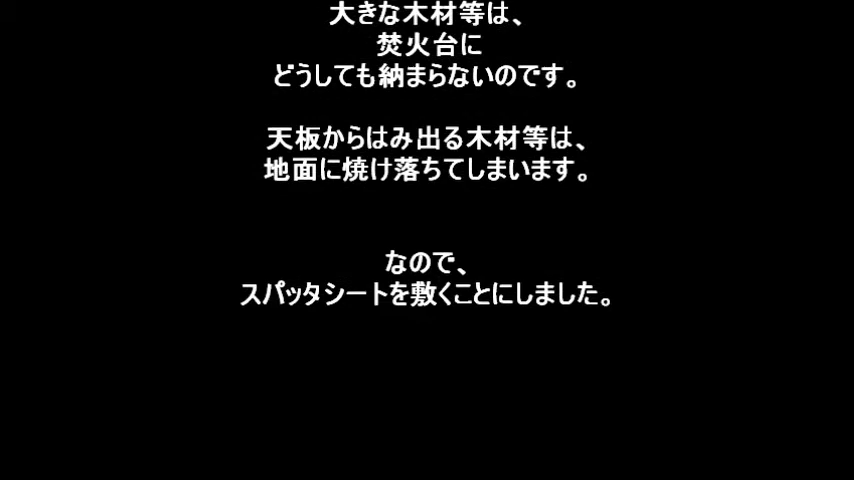 大きな木材等は、
焚火台に
どうしても納まらないのです。
天板からはみ出る木材等は、
地面に焼け落ちてしまいます。
なので、
スパッタシートを敷くことにしました。